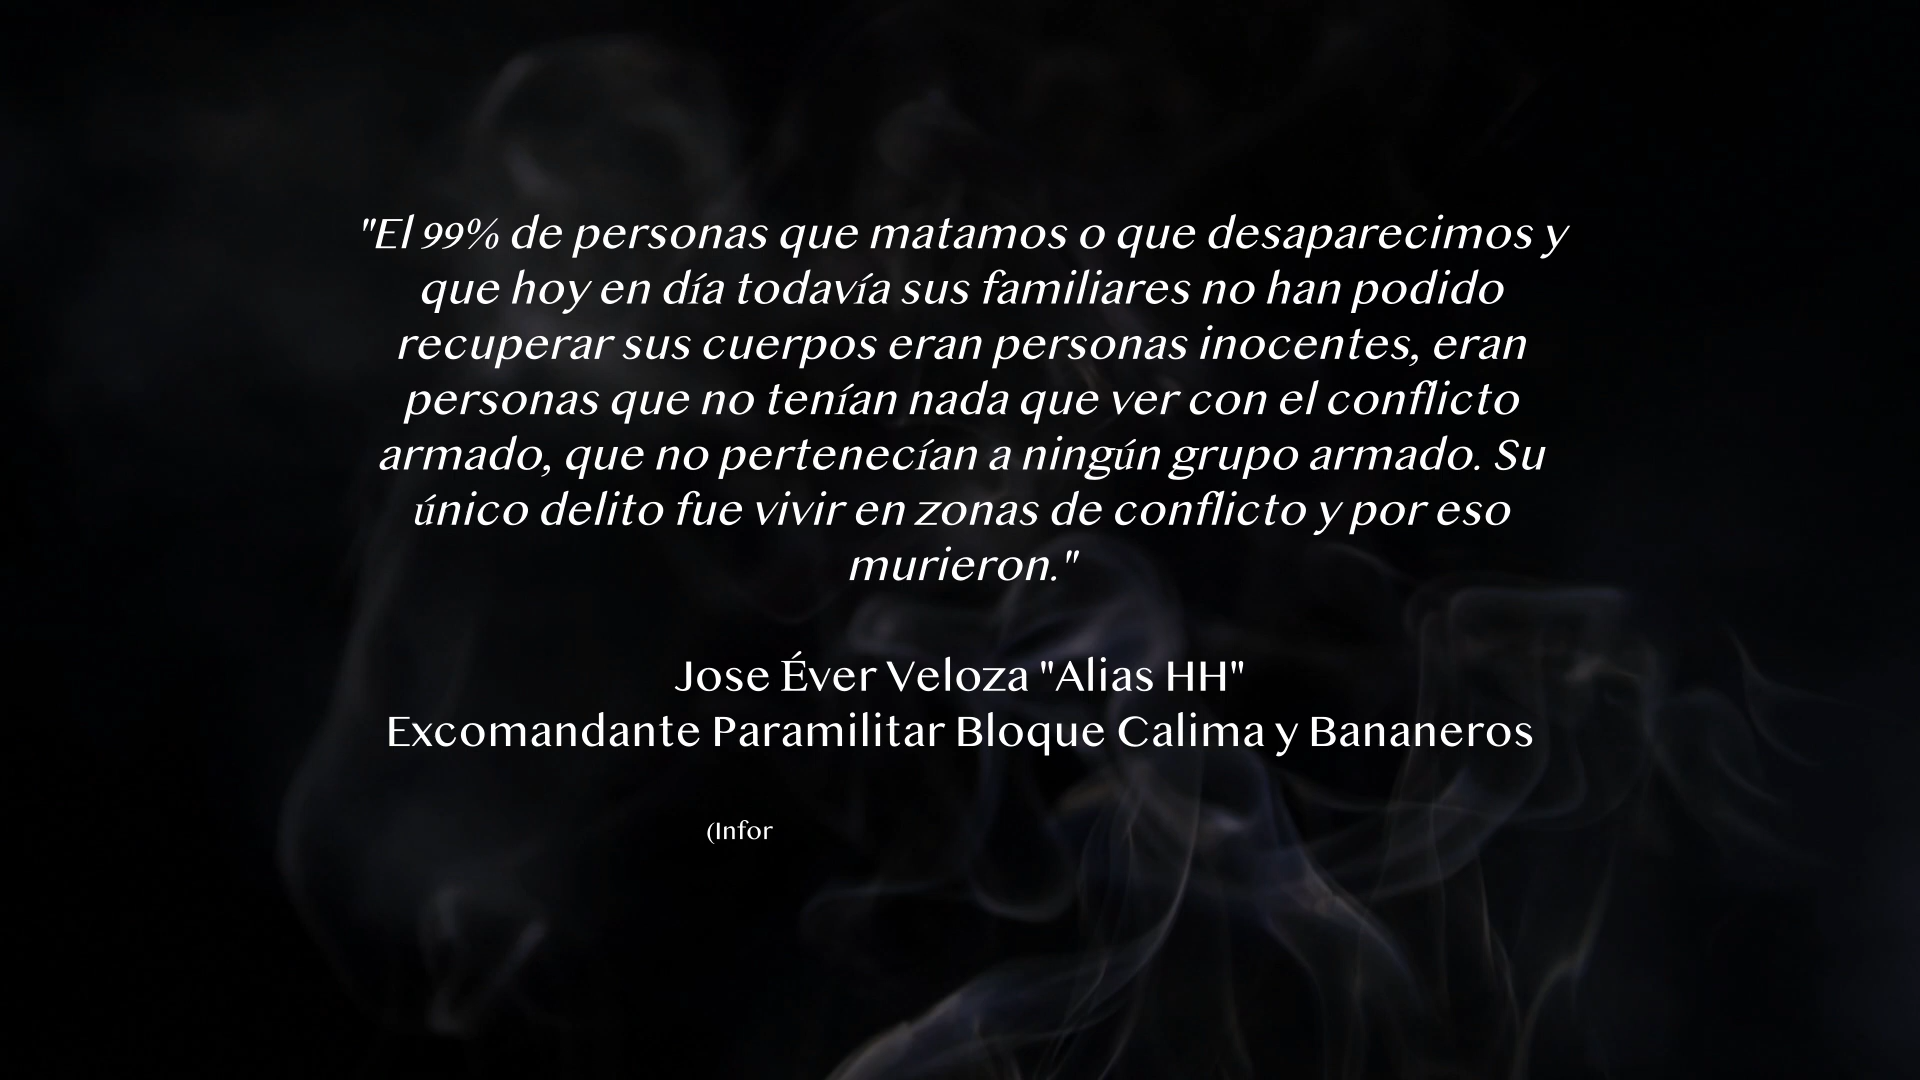 "El 99% de personas que matamos o que desaparecimos y
que hoy en día todavía sus familiares no han podido
recuperar sus cuerpos eran personas inocentes, eran
personas que no tenían nada que ver con el conflicto
armado, que no pertenecían a ningún grupo armado. Su
único delito fue vivir en zonas de conflicto y por eso
murieron."
Jose Éver Veloza "Alias HH"
Excomandante Paramilitar Bloque Calima y Bananeros
(Infor